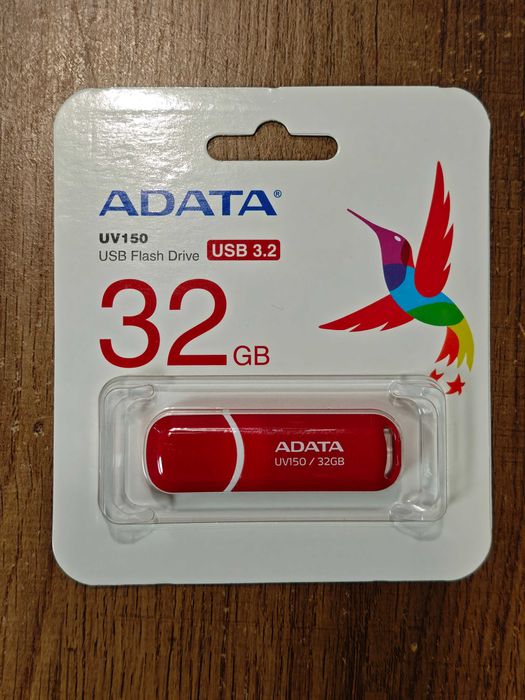 ADATA®
UV150
USB Flash Drive USB 3.2
32 GB
ADATA
UV150 / 32GB